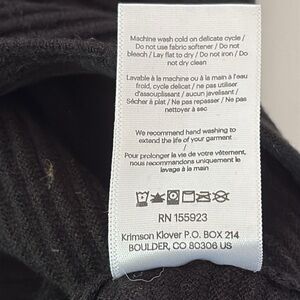 Machine wash cold on delicate cycle /
Do not use fabric softener / Do not
bleach / Lay flat to dry / Do not iron / Do
not dry clean
Lavable à la machine ou à la main à l'eau
froid, cycle delicat / ne pas utiliser
d'assouplissant / aucun javelisant /
Sécher à plat / Ne pas repasser / Ne pas
nettoyer à sec
We recommend hand washing to
extend the life of your garment
/
Pour prolonger la vie de votre vêtement,
nous recommandons uniquement le
lavage à la main
RN 155923
Krimson Klover P.O. BOX 214
BOULDER, CO 80306 US